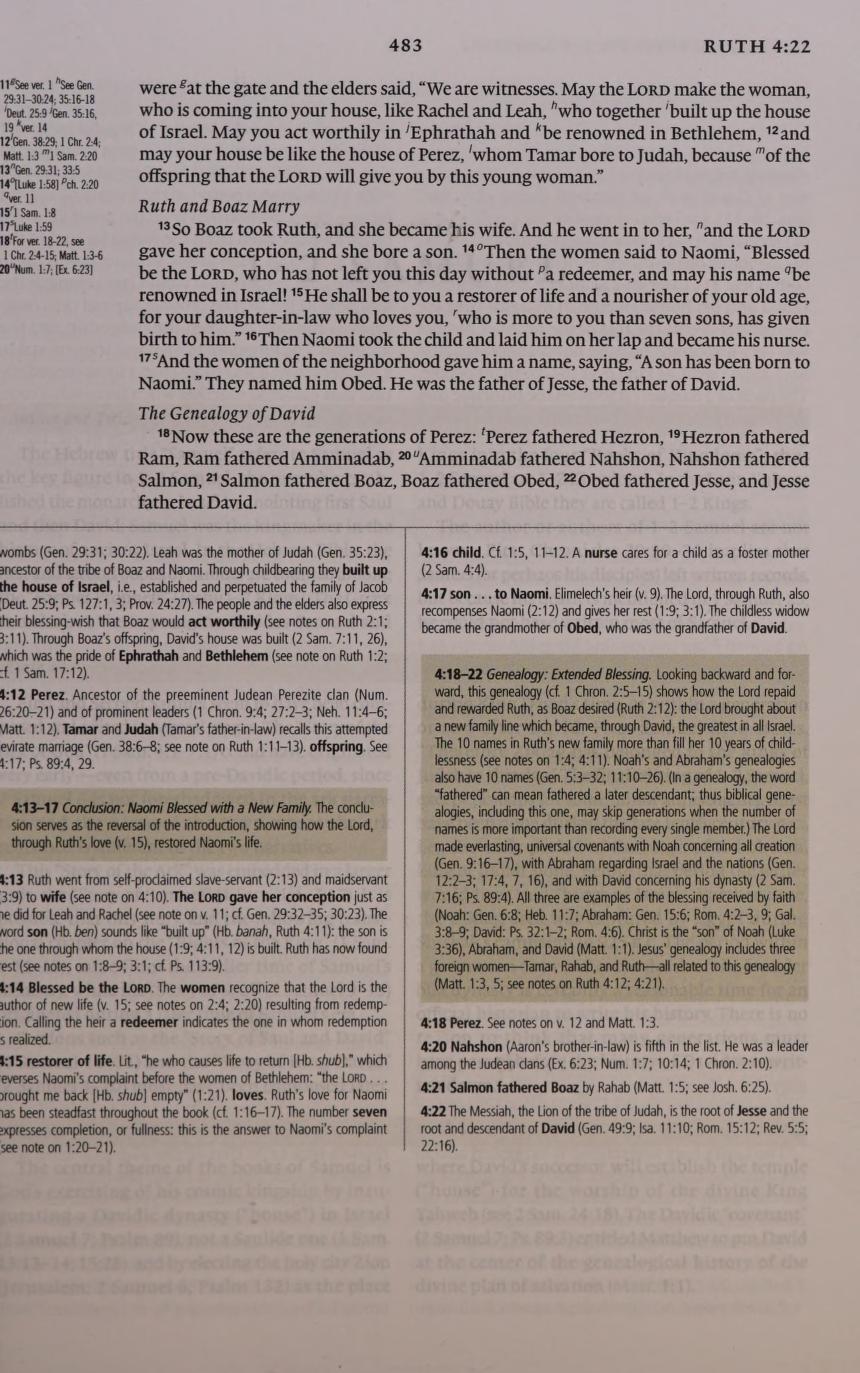 483
RUTH 4:22
11 gSee ver. 1 hSee Gen.
29:31–30:24; 35:16-18
iDeut. 25:9 jGen. 35:16,
19 kver. 14
12 lGen. 38:29; 1 Chr. 2:4;
Matt. 1:3 m1 Sam. 2:20
13 nGen. 29:31; 33:5
14 o[Luke 1:58] pch. 2:20
qver. 11
15 r1 Sam. 1:8
17 sLuke 1:59
18 tFor ver. 18-22, see
1 Chr. 2:4-15; Matt. 1:3-6
20 uNum. 1:7; [Ex. 6:23]
were gat the gate and the elders said, “We are witnesses. May the LORD make the woman,
who is coming into your house, like Rachel and Leah, hwho together ibuilt up the house
of Israel. May you act worthily in jEphrathah and kbe renowned in Bethlehem, 12 and
may your house be like the house of Perez, lwhom Tamar bore to Judah, because mof the
offspring that the LORD will give you by this young woman.”
Ruth and Boaz Marry
13 So Boaz took Ruth, and she became his wife. And he went in to her, nand the LORD
gave her conception, and she bore a son. 14 oThen the women said to Naomi, “Blessed
be the LORD, who has not left you this day without pa redeemer, and may his name qbe
renowned in Israel! 15 He shall be to you a restorer of life and a nourisher of your old age,
for your daughter-in-law who loves you, rwho is more to you than seven sons, has given
birth to him.” 16 Then Naomi took the child and laid him on her lap and became his nurse.
17 sAnd the women of the neighborhood gave him a name, saying, “A son has been born to
Naomi.” They named him Obed. He was the father of Jesse, the father of David.
The Genealogy of David
18 Now these are the generations of Perez: tPerez fathered Hezron, 19 Hezron fathered
Ram, Ram fathered Amminadab, 20 uAmminadab fathered Nahshon, Nahshon fathered
Salmon, 21 Salmon fathered Boaz, Boaz fathered Obed, 22 Obed fathered Jesse, and Jesse
fathered David.
wombs (Gen. 29:31; 30:22). Leah was the mother of Judah (Gen. 35:23),
ancestor of the tribe of Boaz and Naomi. Through childbearing they built up
the house of Israel, i.e., established and perpetuated the family of Jacob
(Deut. 25:9; Ps. 127:1, 3; Prov. 24:27). The people and the elders also express
their blessing-wish that Boaz would act worthily (see notes on Ruth 2:1;
3:11). Through Boaz's offspring, David's house was built (2 Sam. 7:11, 26),
which was the pride of Ephrathah and Bethlehem (see note on Ruth 1:2;
cf. 1 Sam. 17:12).
4:12 Perez. Ancestor of the preeminent Judean Perezite clan (Num.
26:20–21) and of prominent leaders (1 Chron. 9:4; 27:2–3; Neh. 11:4–6;
Matt. 1:12). Tamar and Judah (Tamar's father-in-law) recalls this attempted
levirate marriage (Gen. 38:6–8; see note on Ruth 1:11–13). offspring. See
4:17; Ps. 89:4, 29.
4:13–17 Conclusion: Naomi Blessed with a New Family. The conclu-
sion serves as the reversal of the introduction, showing how the Lord,
through Ruth's love (v. 15), restored Naomi's life.
4:13 Ruth went from self-proclaimed slave-servant (2:13) and maidservant
(3:9) to wife (see note on 4:10). The LORD gave her conception just as
he did for Leah and Rachel (see note on v. 11; cf. Gen. 29:32–35; 30:23). The
word son (Hb. ben) sounds like “built up” (Hb. banah, Ruth 4:11): the son is
the one through whom the house (1:9; 4:11, 12) is built. Ruth has now found
rest (see notes on 1:8–9; 3:1; cf. Ps. 113:9).
4:14 Blessed be the LORD. The women recognize that the Lord is the
author of new life (v. 15; see notes on 2:4; 2:20) resulting from redemp-
tion. Calling the heir a redeemer indicates the one in whom redemption
is realized.
4:15 restorer of life. Lit., “he who causes life to return [Hb. shub],” which
reverses Naomi's complaint before the women of Bethlehem: “the LORD . . .
brought me back [Hb. shub] empty” (1:21). loves. Ruth's love for Naomi
has been steadfast throughout the book (cf. 1:16–17). The number seven
expresses completion, or fullness: this is the answer to Naomi's complaint
(see note on 1:20–21).
4:16 child. Cf. 1:5, 11–12. A nurse cares for a child as a foster mother
(2 Sam. 4:4).
4:17 son . . . to Naomi. Elimelech's heir (v. 9). The Lord, through Ruth, also
recompenses Naomi (2:12) and gives her rest (1:9; 3:1). The childless widow
became the grandmother of Obed, who was the grandfather of David.
4:18–22 Genealogy: Extended Blessing. Looking backward and for-
ward, this genealogy (cf. 1 Chron. 2:5–15) shows how the Lord repaid
and rewarded Ruth, as Boaz desired (Ruth 2:12): the Lord brought about
a new family line which became, through David, the greatest in all Israel.
The 10 names in Ruth's new family more than fill her 10 years of child-
lessness (see notes on 1:4; 4:11). Noah's and Abraham's genealogies
also have 10 names (Gen. 5:3–32; 11:10–26). (In a genealogy, the word
“fathered” can mean fathered a later descendant; thus biblical gene-
alogies, including this one, may skip generations when the number of
names is more important than recording every single member.) The Lord
made everlasting, universal covenants with Noah concerning all creation
(Gen. 9:16–17), with Abraham regarding Israel and the nations (Gen.
12:2–3; 17:4, 7, 16), and with David concerning his dynasty (2 Sam.
7:16; Ps. 89:4). All three are examples of the blessing received by faith
(Noah: Gen. 6:8; Heb. 11:7; Abraham: Gen. 15:6; Rom. 4:2–3, 9; Gal.
3:8–9; David: Ps. 32:1–2; Rom. 4:6). Christ is the “son” of Noah (Luke
3:36), Abraham, and David (Matt. 1:1). Jesus' genealogy includes three
foreign women—Tamar, Rahab, and Ruth—all related to this genealogy
(Matt. 1:3, 5; see notes on Ruth 4:12; 4:21).
4:18 Perez. See notes on v. 12 and Matt. 1:3.
4:20 Nahshon (Aaron's brother-in-law) is fifth in the list. He was a leader
among the Judean clans (Ex. 6:23; Num. 1:7; 10:14; 1 Chron. 2:10).
4:21 Salmon fathered Boaz by Rahab (Matt. 1:5; see Josh. 6:25).
4:22 The Messiah, the Lion of the tribe of Judah, is the root of Jesse and the
root and descendant of David (Gen. 49:9; Isa. 11:10; Rom. 15:12; Rev. 5:5;
22:16).